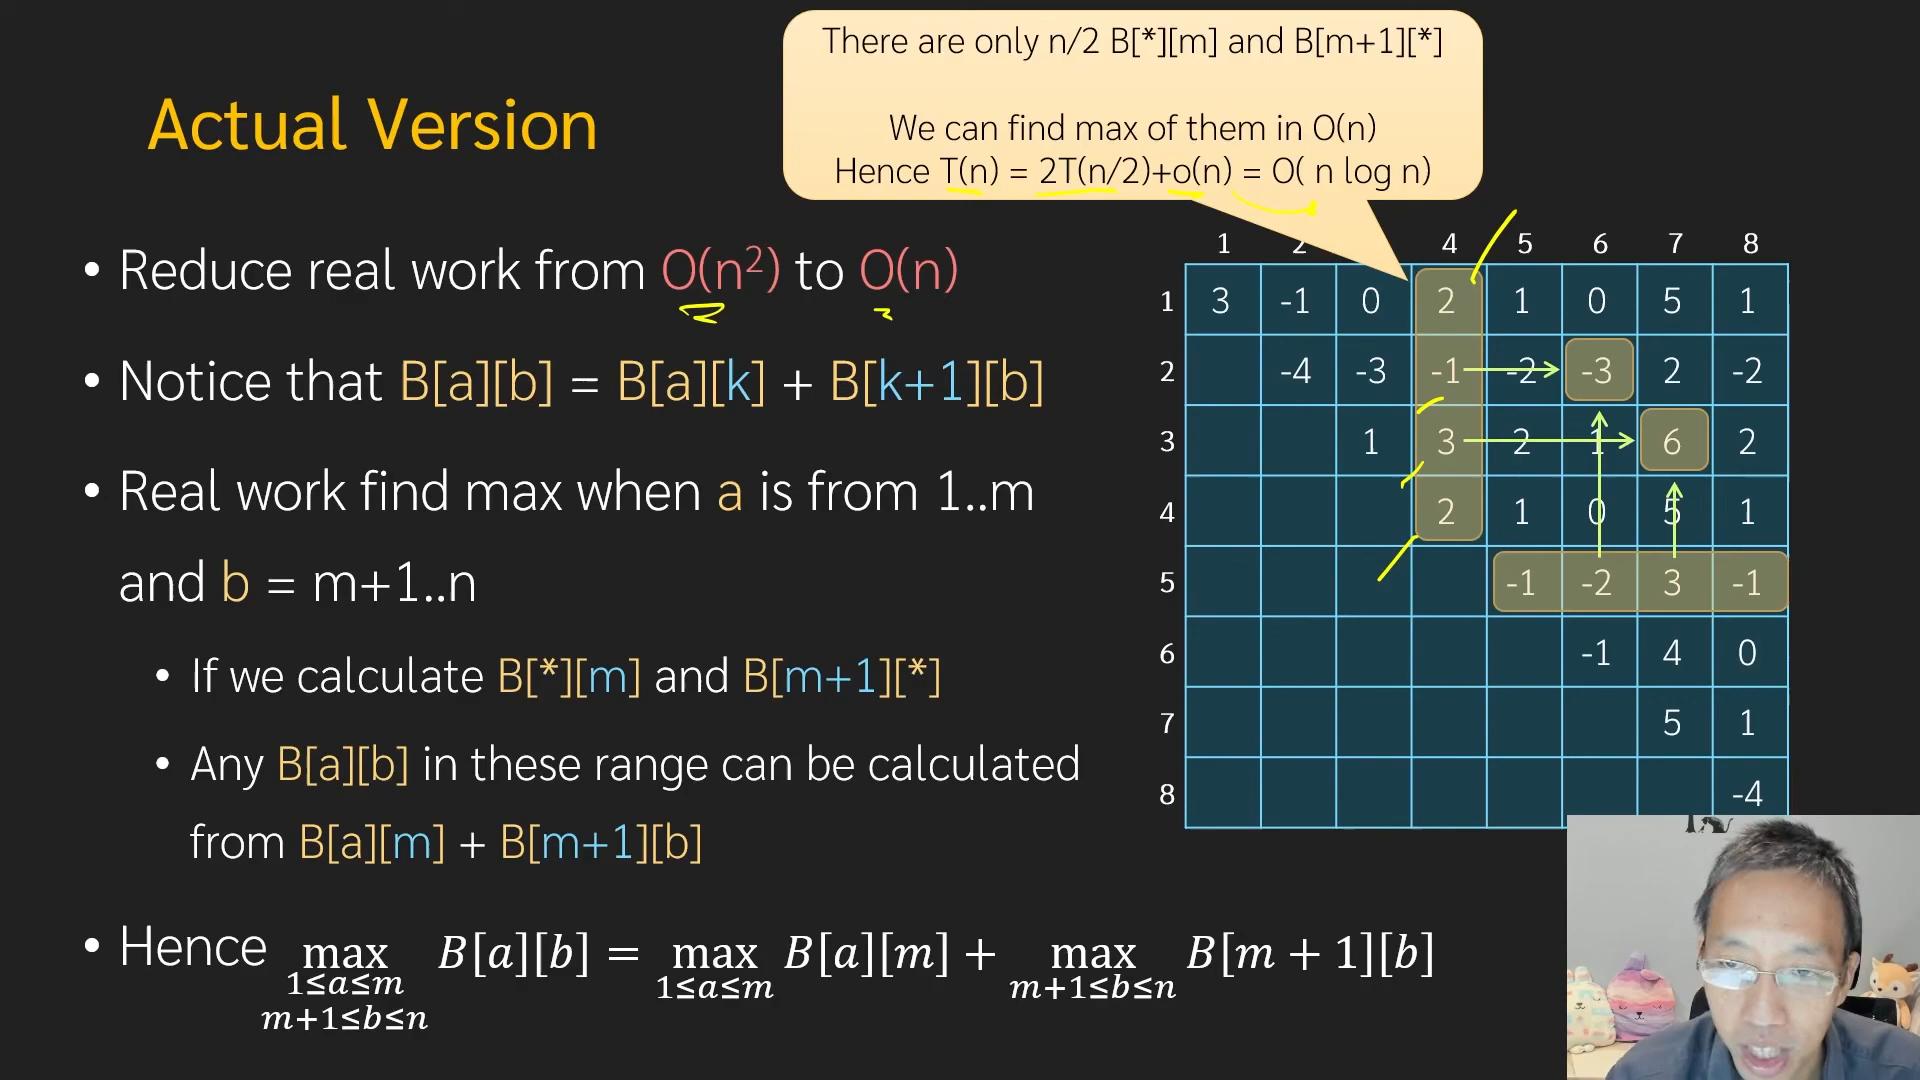 There are only n/2 B[*][m] and B[m+1][*]
We can find max of them in O(n)
Hence T(n) = 2T(n/2)+o(n) = O( n log n)
Actual Version
• Reduce real work from O(n²) to O(n)
• Notice that B[a][b] = B[a][k] + B[k+1][b]
• Real work find max when a is from 1..m
and b = m+1..n
• If we calculate B[*][m] and B[m+1][*]
• Any B[a][b] in these range can be calculated
from B[a][m] + B[m+1][b]
• Hence max B[a][b] = max B[a][m] + max B[m + 1][b]
1≤a≤m 1≤a≤m m+1≤b≤n
m+1≤b≤n
1 2 4 5 6 7 8
1 3 -1 0 2 1 0 5 1
2 -4 -3 -1 -2 -3 2 -2
3 1 3 2 1 6 2
4 2 1 0 5 1
5 -1 -2 3 -1
6 -1 4 0
7 5 1
8 -4